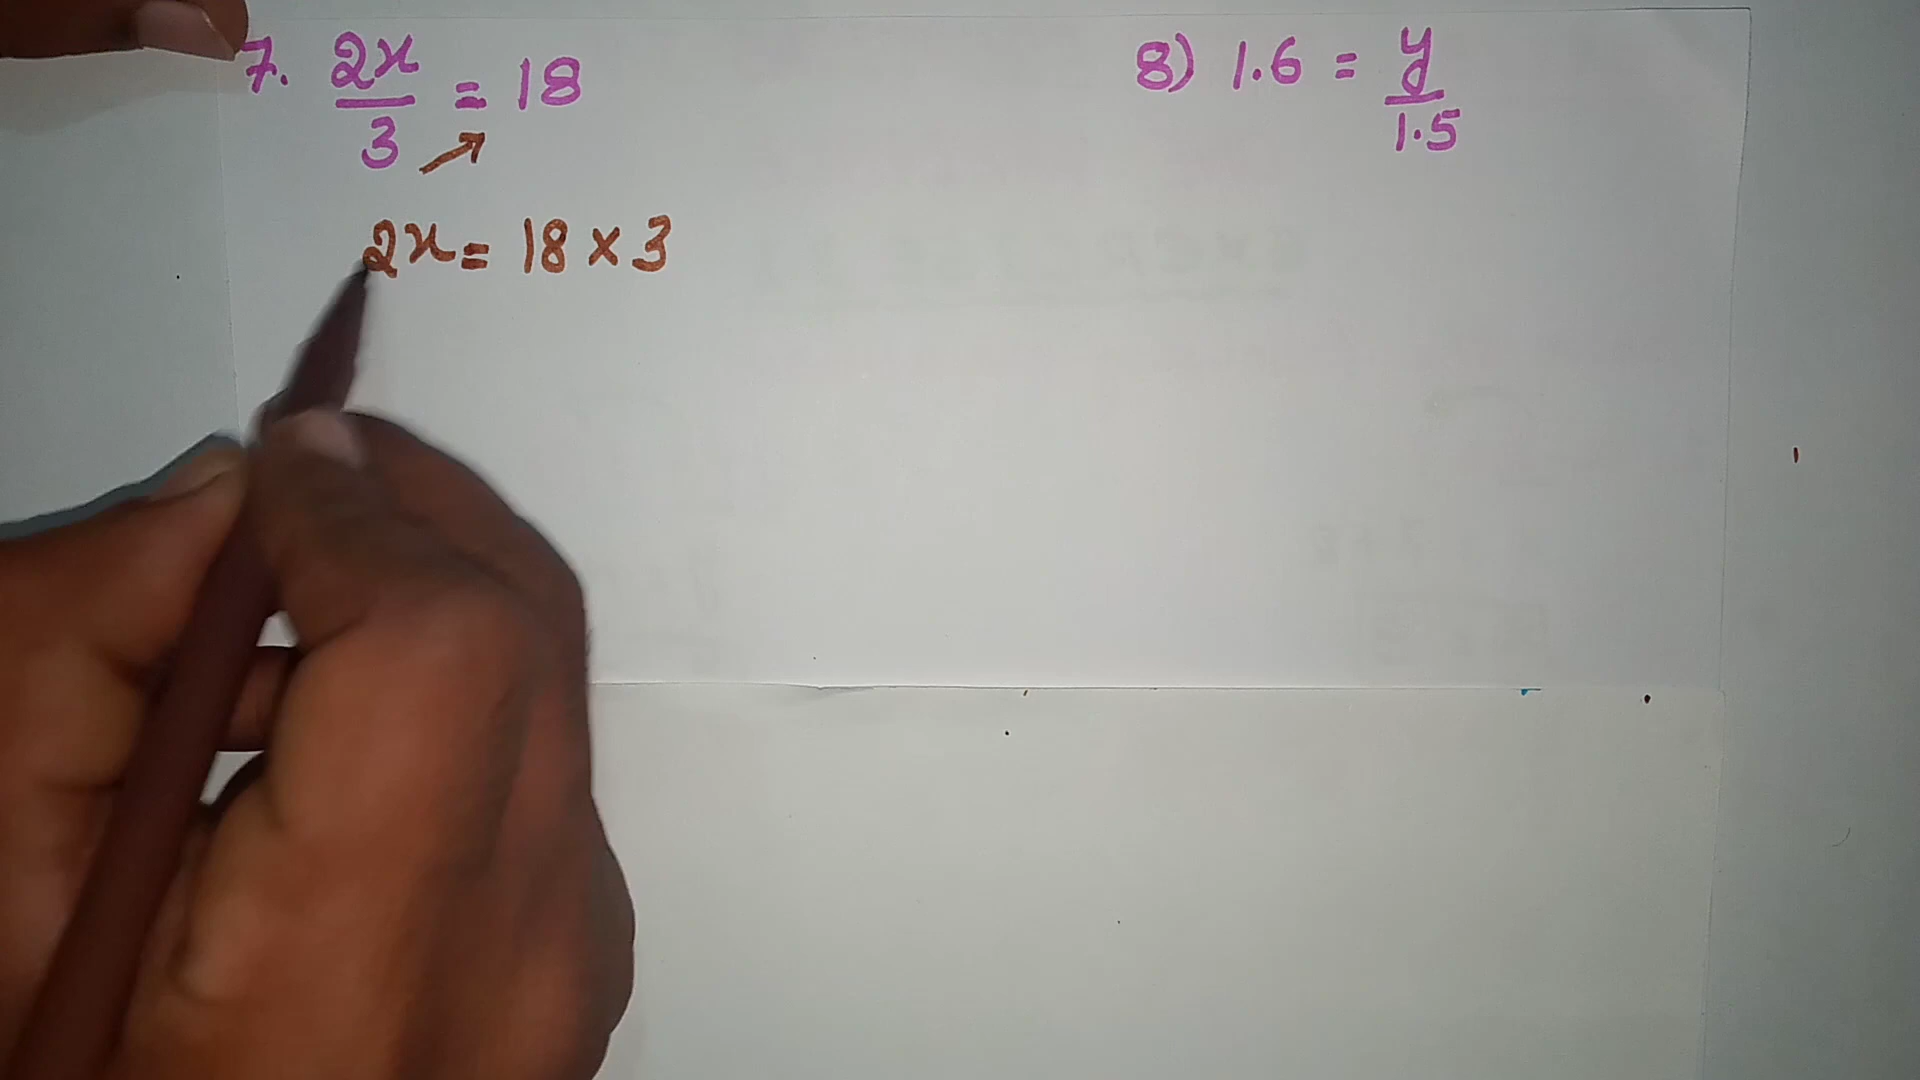 7. 2x/3 = 18
2x = 18 × 3
8) 1.6 = y/1.5